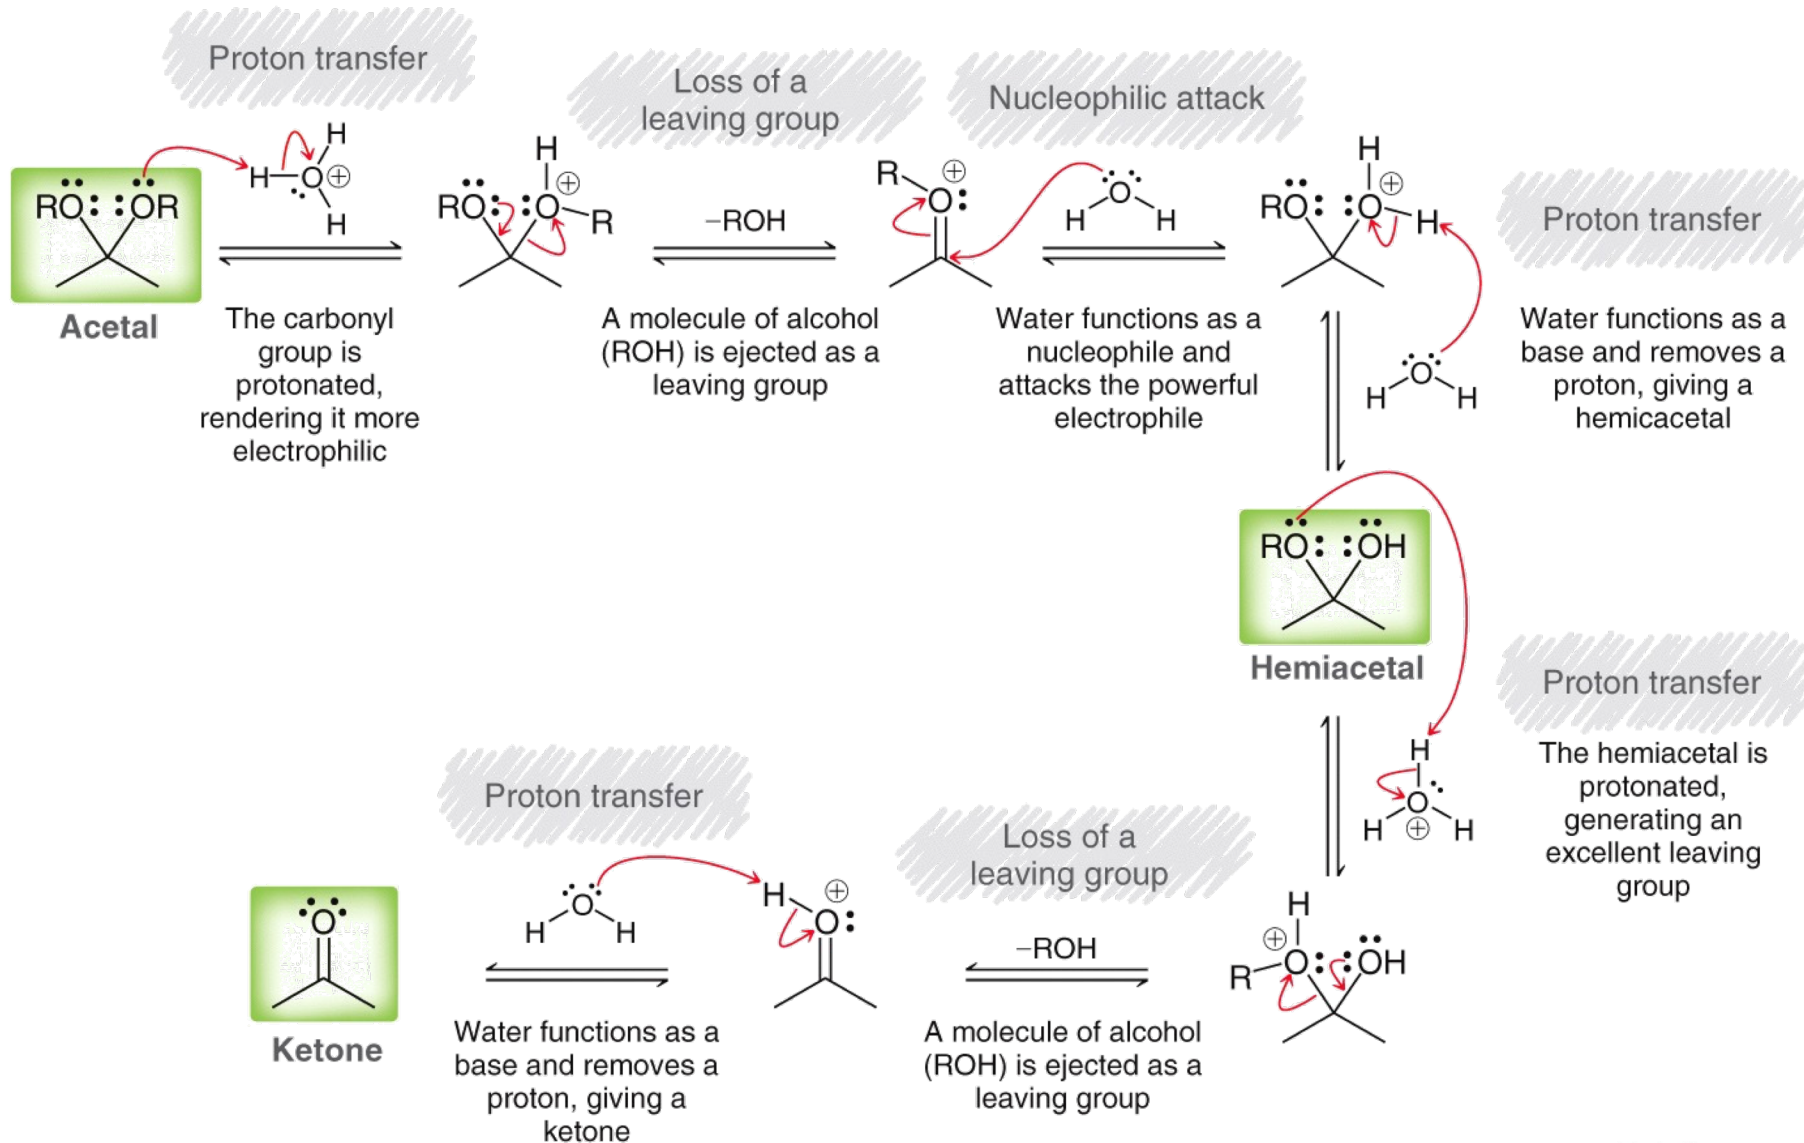 Proton transfer
Loss of a
leaving group
Nucleophilic attack
Proton transfer
H
H–O⊕
H
RO OR
Acetal
The carbonyl
group is
protonated,
rendering it more
electrophilic
H
RO O⊕ R
–ROH
A molecule of alcohol
(ROH) is ejected as a
leaving group
R
O⊕
O
H H
Water functions as a
nucleophile and
attacks the powerful
electrophile
H
RO O⊕ H
O
H H
Water functions as a
base and removes a
proton, giving a
hemicacetal
RO OH
Hemiacetal
Proton transfer
H
O
H ⊕ H
The hemiacetal is
protonated,
generating an
excellent leaving
group
H
⊕
R O OH
Loss of a
leaving group
–ROH
A molecule of alcohol
(ROH) is ejected as a
leaving group
Proton transfer
H O⊕
O
H H
Water functions as a
base and removes a
proton, giving a
ketone
O
Ketone